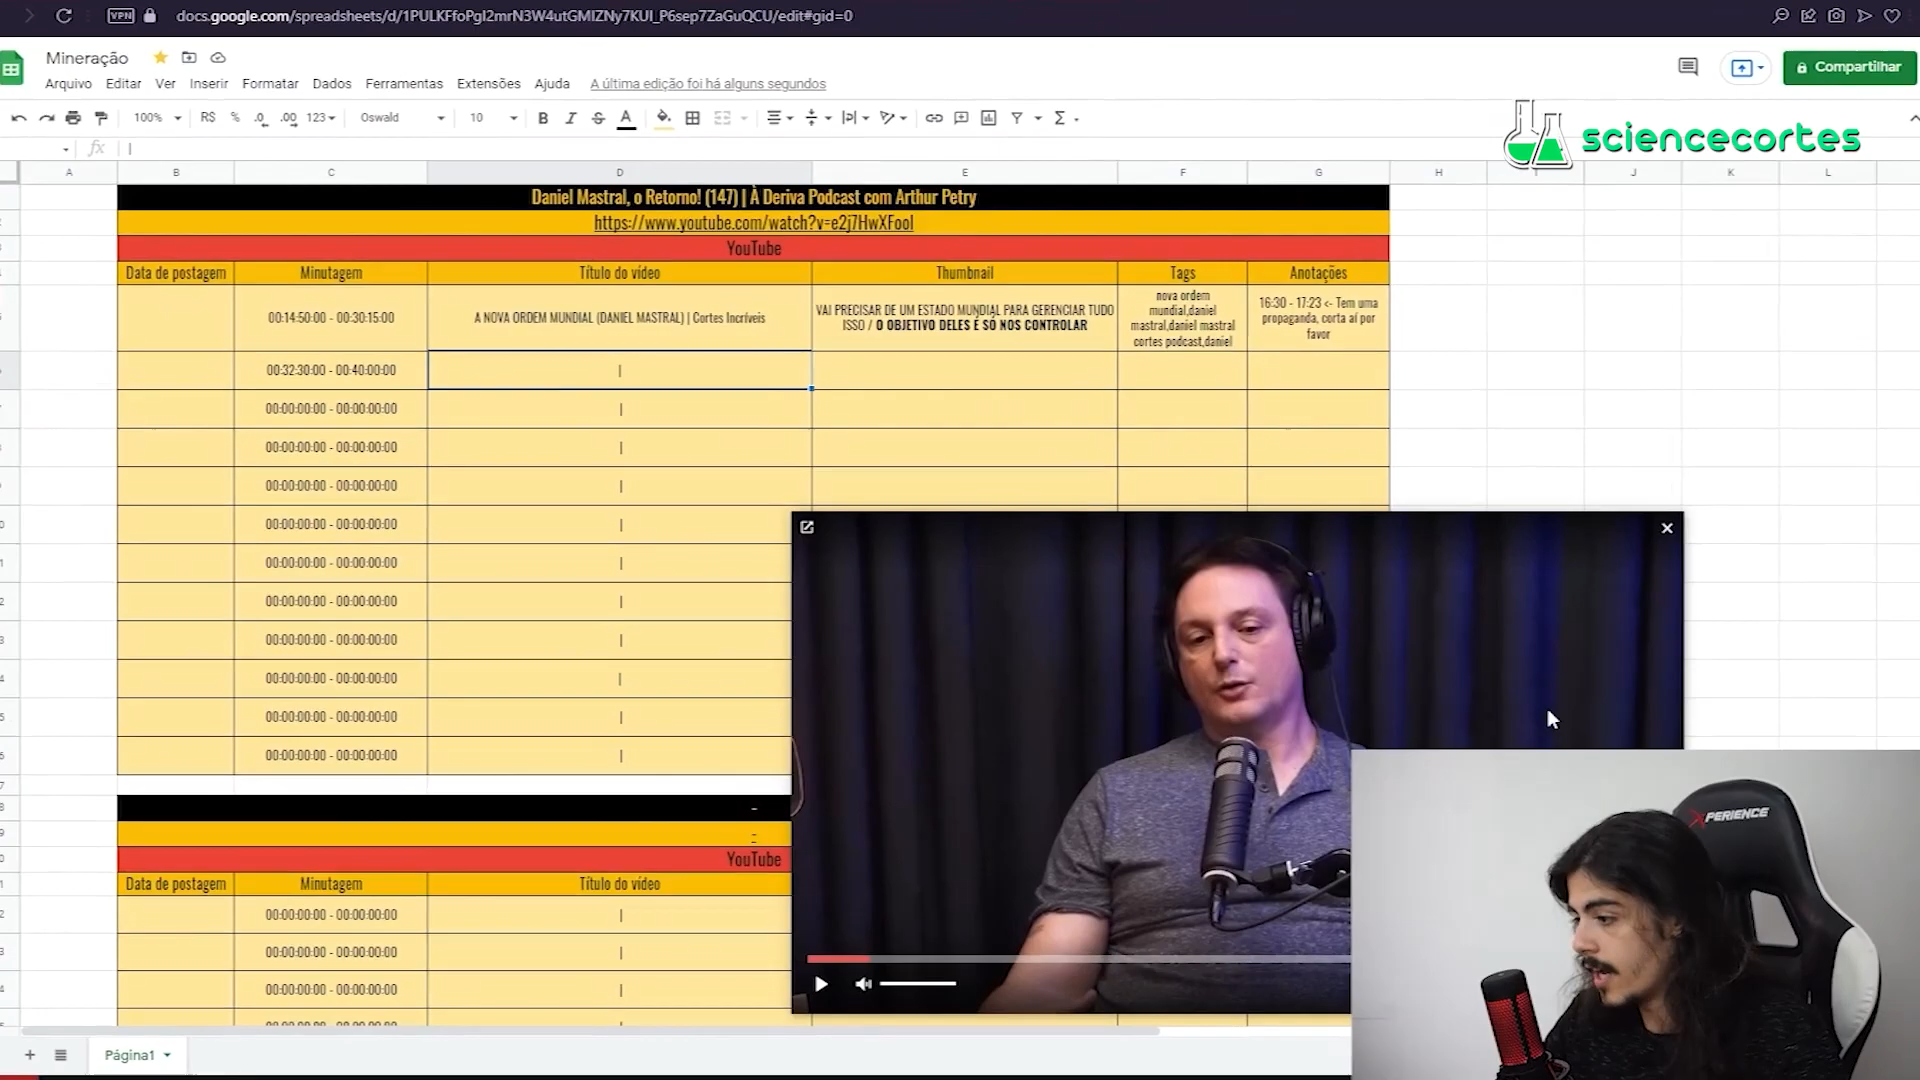 VPN docs.google.com/spreadsheets/d/1PULKFfoPgI2mrN3W4utGMIZNy7KUI_P6sep7ZaGuQCU/edit#gid=0
Mineração
Arquivo Editar Ver Inserir Formatar Dados Ferramentas Extensões Ajuda A última edição foi há alguns segundos
Compartilhar
100% R$ % .0 .00 123 Oswald 10 B I S A Σ
sciencecortes
fx |
A B C D E F G H I J K L
Daniel Mastral, o Retorno! (147) | À Deriva Podcast com Arthur Petry
https://www.youtube.com/watch?v=e2j7HwXFooI
YouTube
Data de postagem Minutagem Título do vídeo Thumbnail Tags Anotações
00:14:50:00 - 00:30:15:00
A NOVA ORDEM MUNDIAL (DANIEL MASTRAL) | Cortes Incríveis
VAI PRECISAR DE UM ESTADO MUNDIAL PARA GERENCIAR TUDO
ISSO / O OBJETIVO DELES É SÓ NOS CONTROLAR
nova ordem
mundial,daniel
mastral,daniel mastral
cortes podcast,daniel
16:30 - 17:23 <- Tem uma
propaganda, corta aí por
favor
00:32:30:00 - 00:40:00:00 |
00:00:00:00 - 00:00:00:00 |
00:00:00:00 - 00:00:00:00 |
00:00:00:00 - 00:00:00:00 |
00:00:00:00 - 00:00:00:00 |
00:00:00:00 - 00:00:00:00 |
00:00:00:00 - 00:00:00:00 |
00:00:00:00 - 00:00:00:00 |
00:00:00:00 - 00:00:00:00 |
00:00:00:00 - 00:00:00:00 |
00:00:00:00 - 00:00:00:00 |
-
-
YouTube
Data de postagem Minutagem Título do vídeo
00:00:00:00 - 00:00:00:00 |
00:00:00:00 - 00:00:00:00 |
00:00:00:00 - 00:00:00:00 |
XPERIENCE
Página1